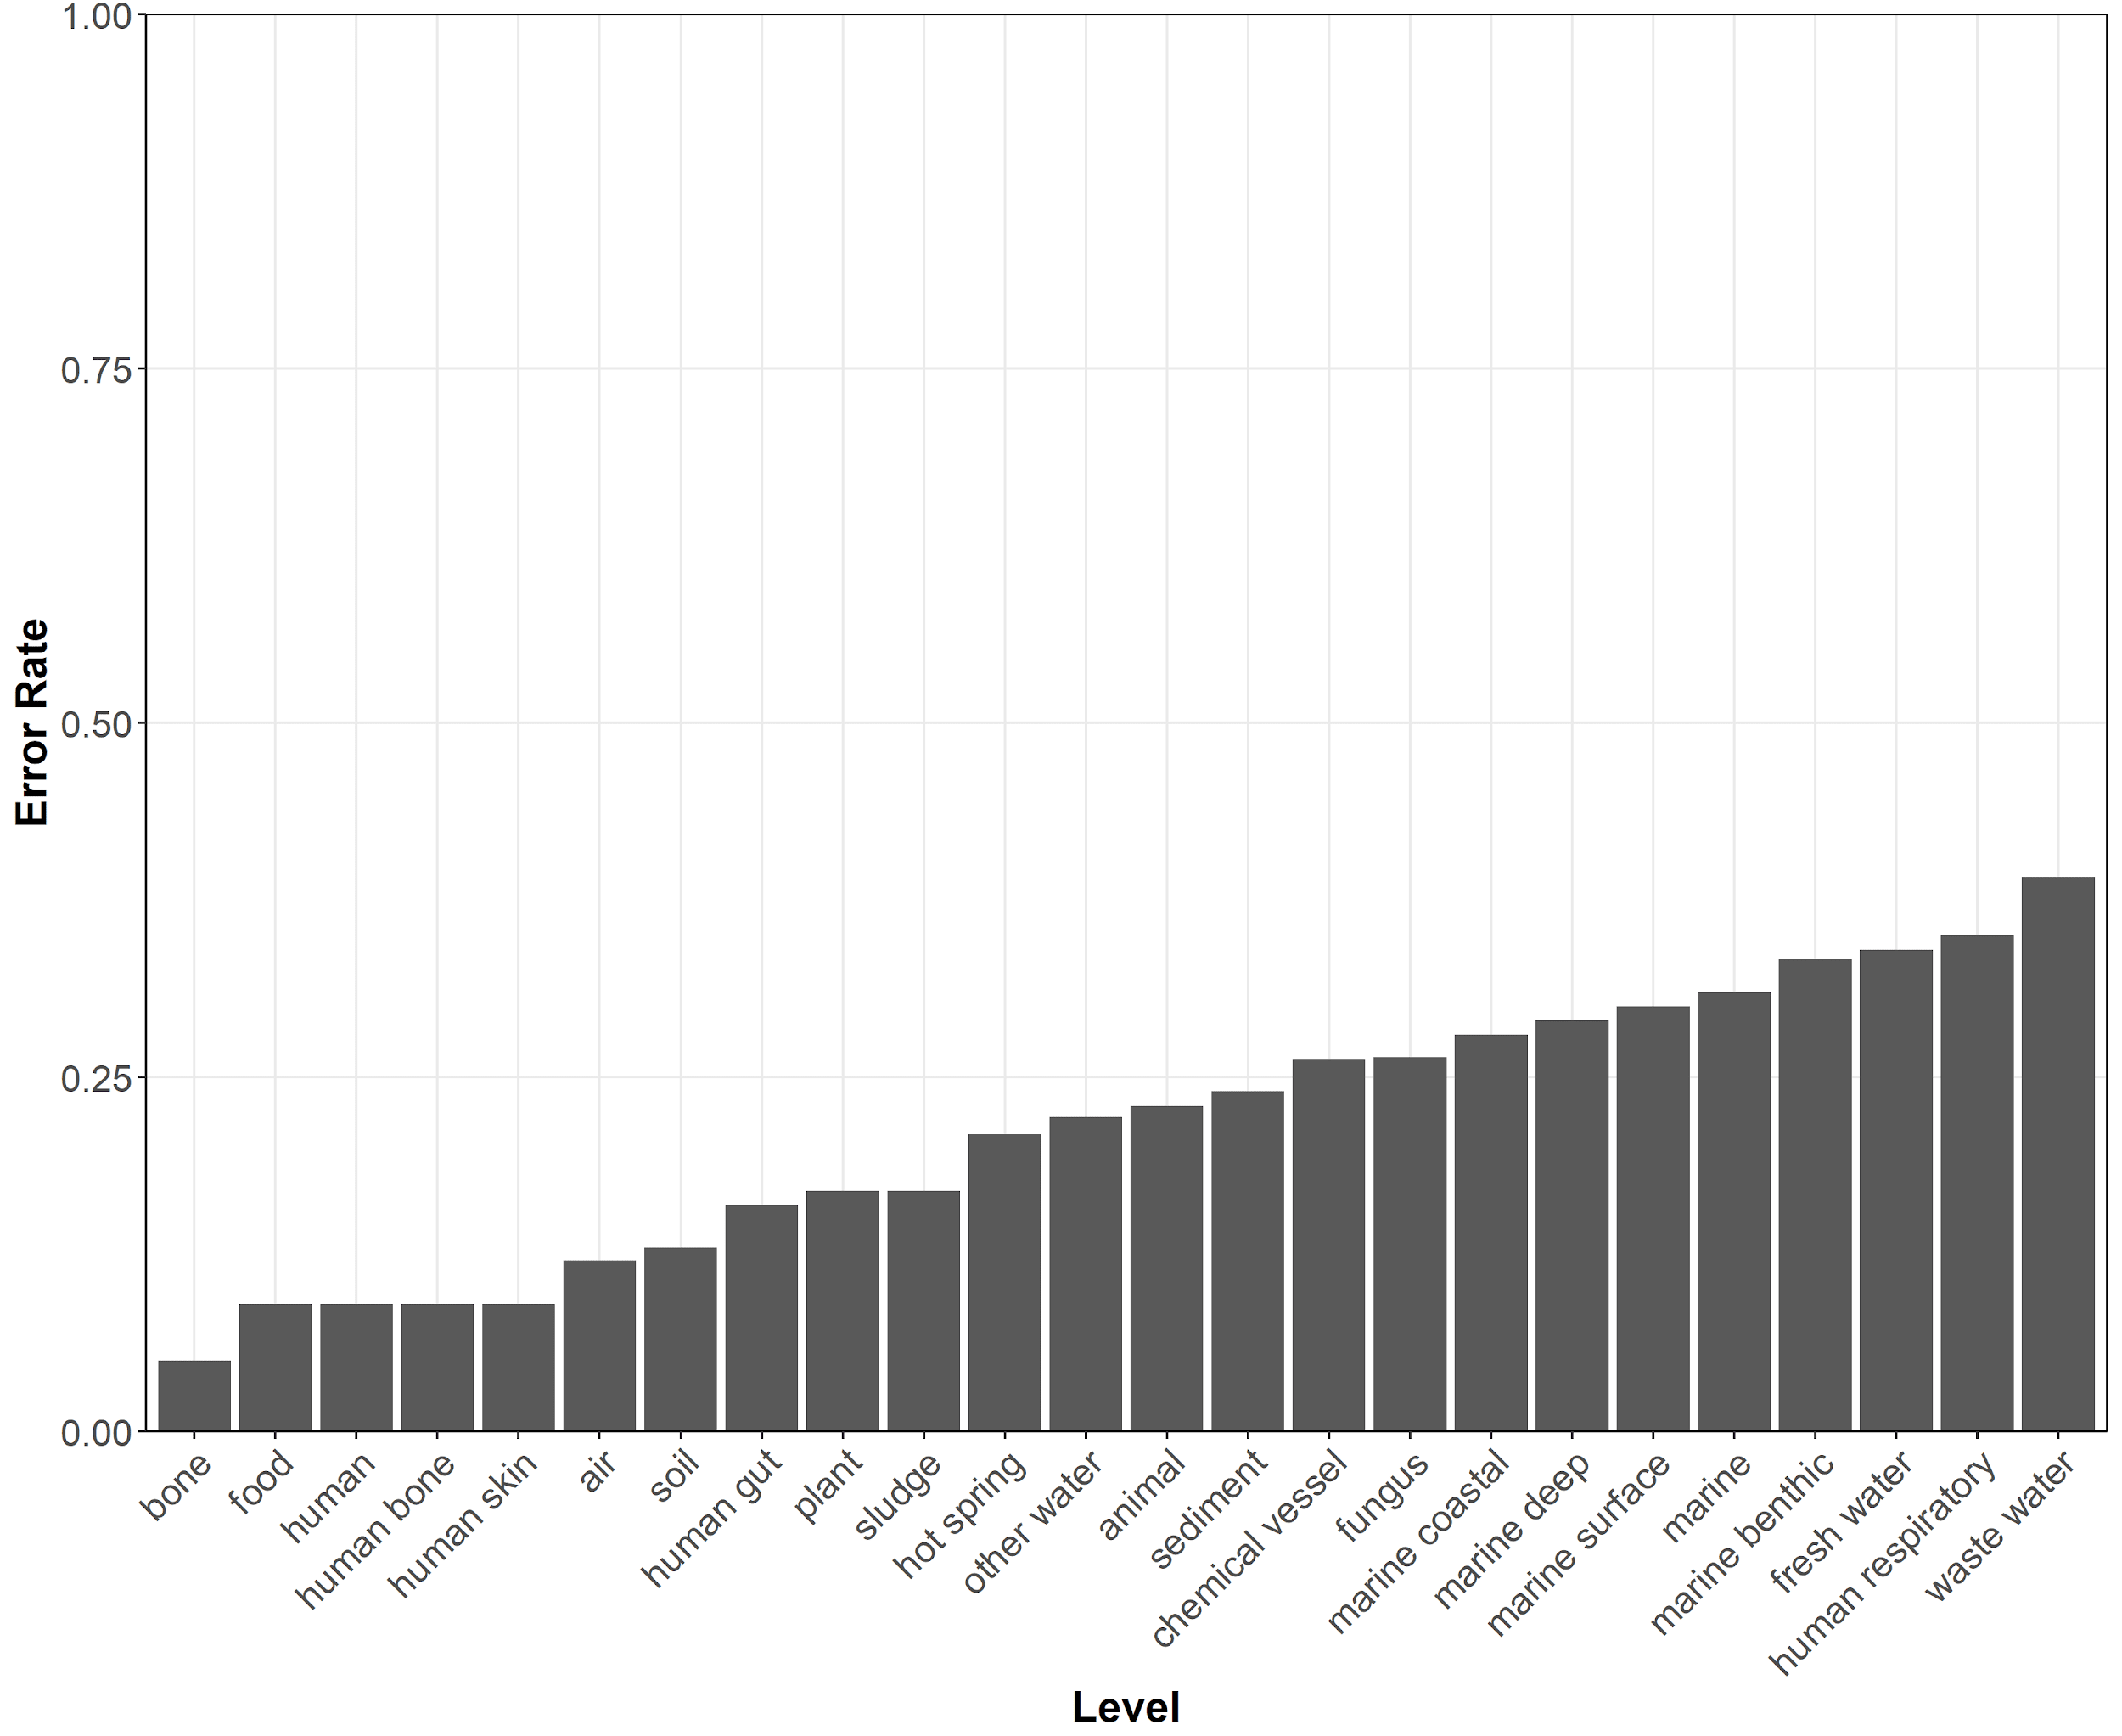 Error Rate
1.00
0.75
0.50
0.25
0.00
bone
food
human
human bone
human skin
air
soil
human gut
plant
sludge
hot spring
other water
animal
sediment
chemical vessel
fungus
marine coastal
marine deep
marine surface
marine
marine benthic
fresh water
human respiratory
waste water
Level